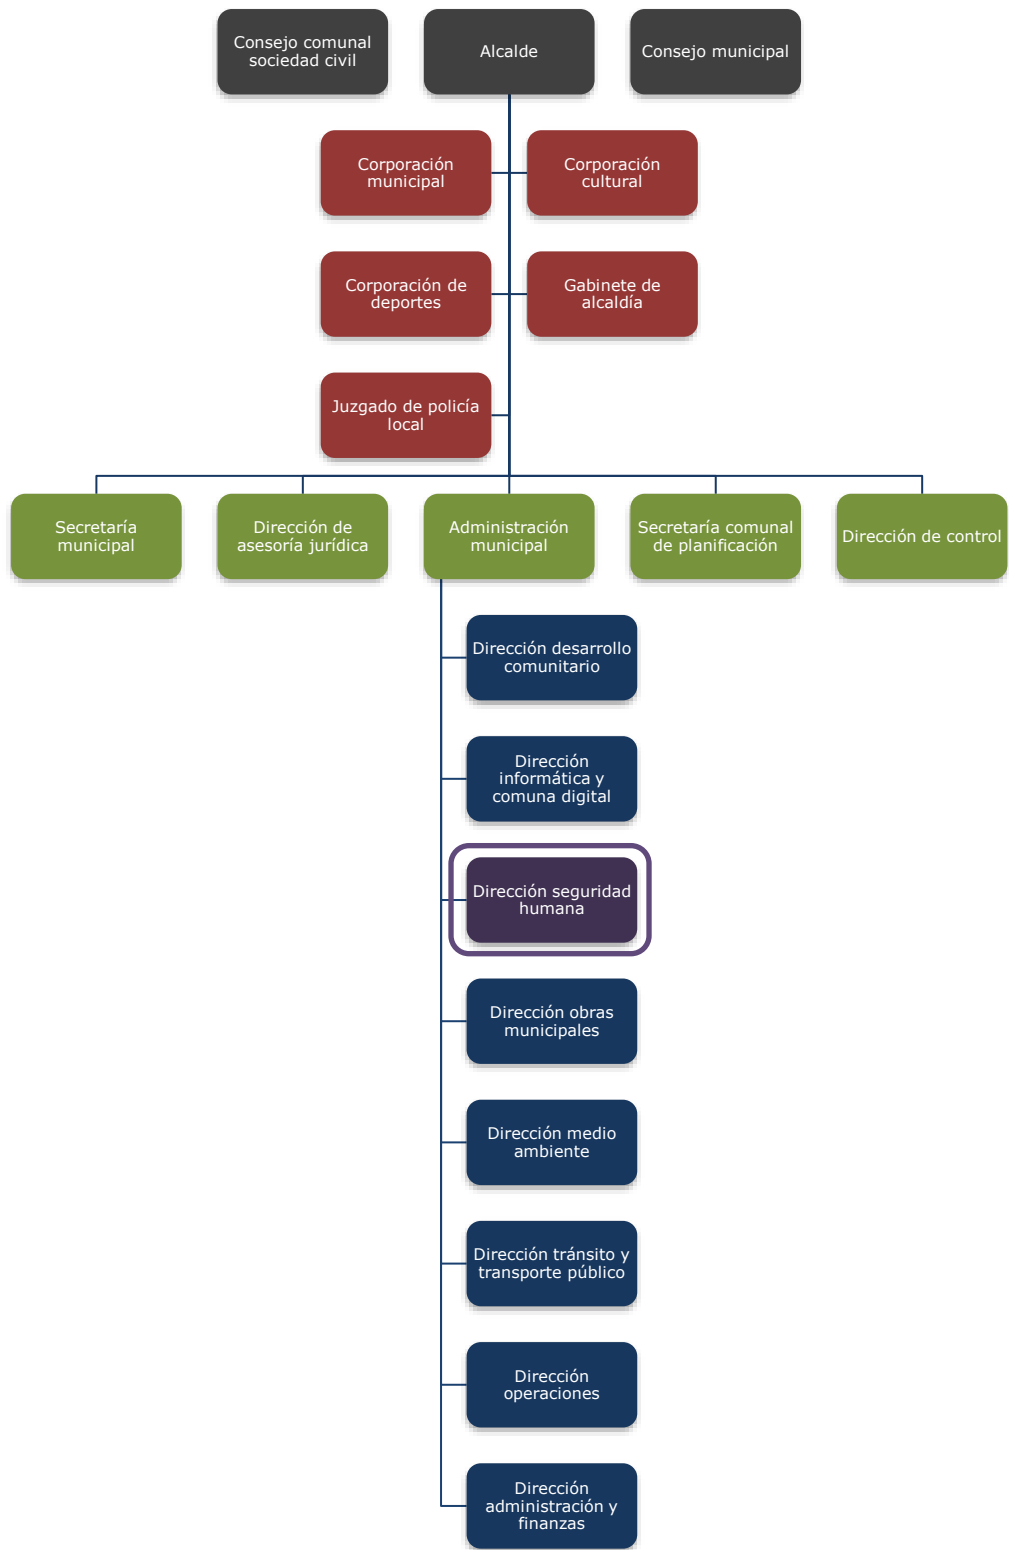 Consejo comunal
sociedad civil
Alcalde
Consejo municipal
Corporación
municipal
Corporación
cultural
Corporación de
deportes
Gabinete de
alcaldía
Juzgado de policía
local
Secretaría
municipal
Dirección de
asesoría jurídica
Administración
municipal
Secretaría comunal
de planificación
Dirección de control
Dirección desarrollo
comunitario
Dirección
informática y
comuna digital
Dirección seguridad
humana
Dirección obras
municipales
Dirección medio
ambiente
Dirección tránsito y
transporte público
Dirección
operaciones
Dirección
administración y
finanzas